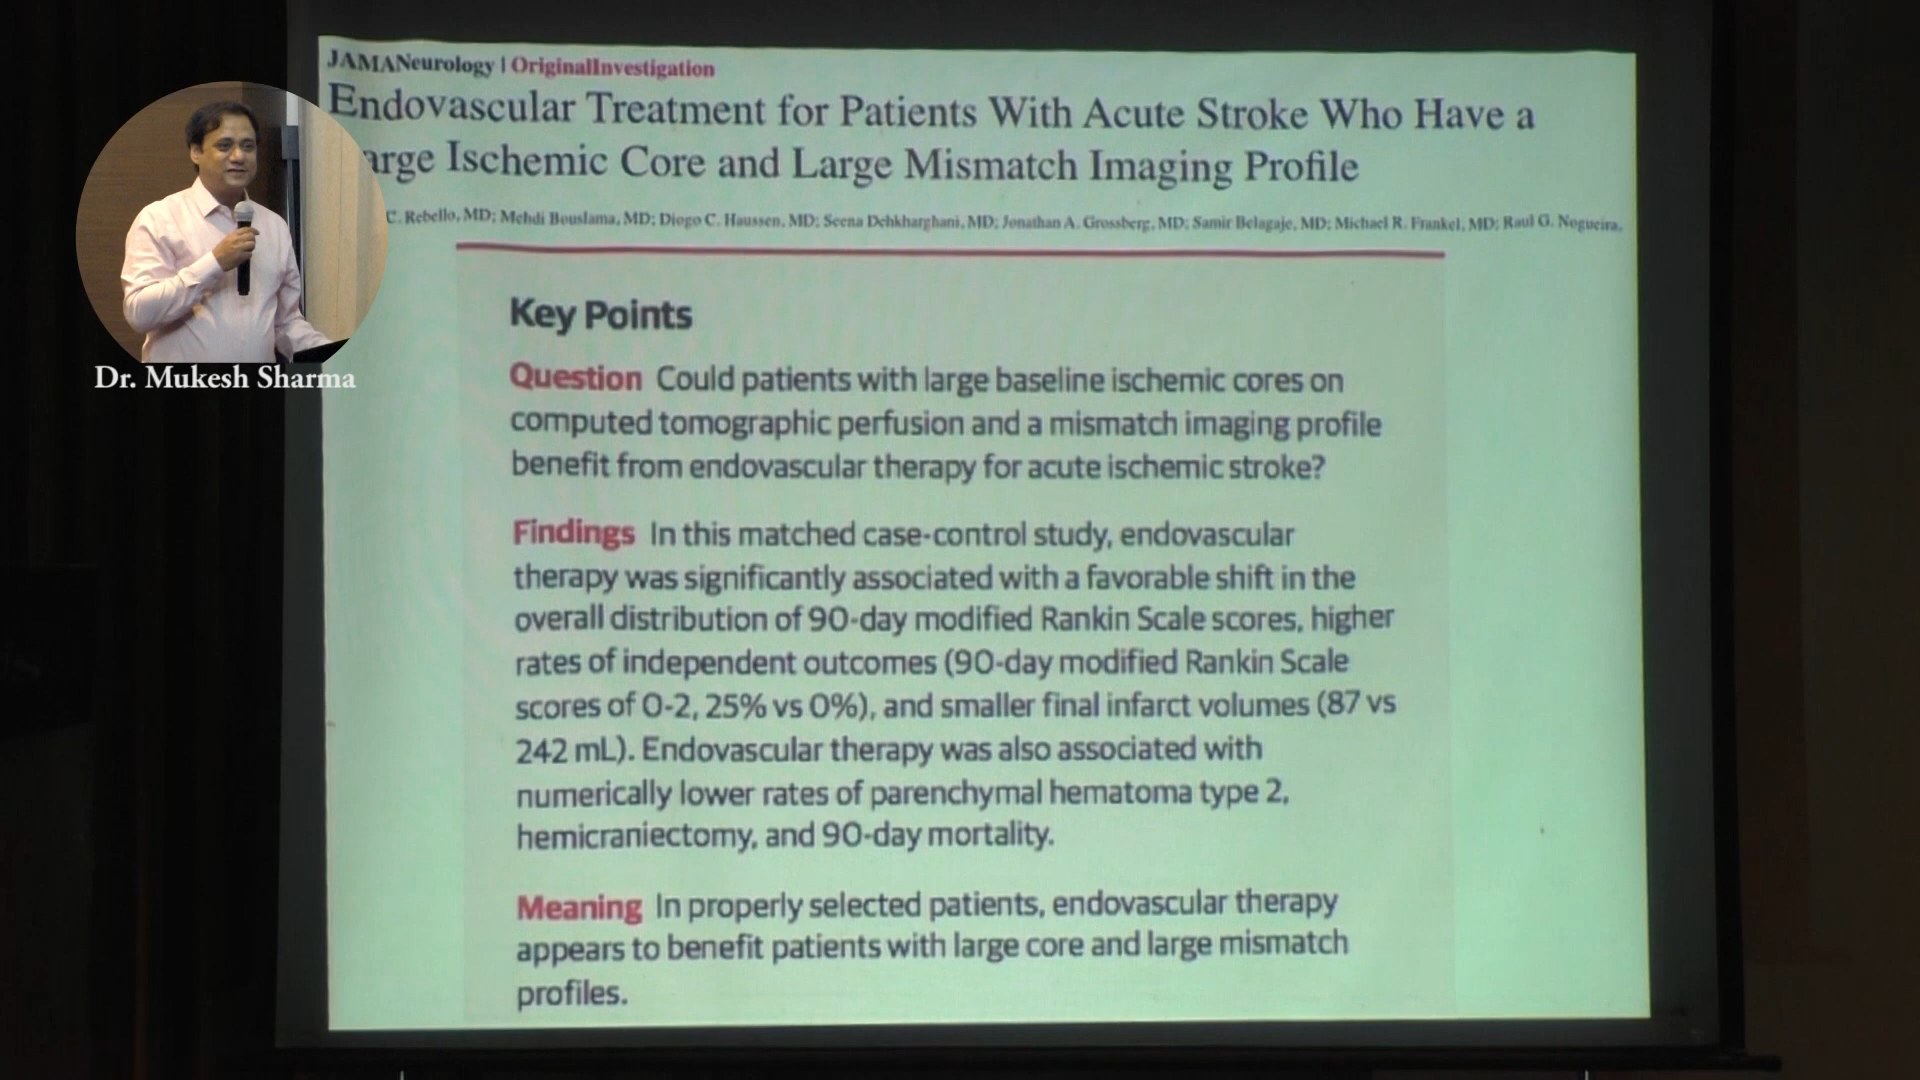 JAMANeurology | OriginalInvestigation
Endovascular Treatment for Patients With Acute Stroke Who Have a
arge Ischemic Core and Large Mismatch Imaging Profile
C. Rebello, MD; Mehdi Bouslama, MD; Diogo C. Haussen, MD; Seena Dehkharghani, MD; Jonathan A. Grossberg, MD; Samir Belagaje, MD; Michael R. Frankel, MD; Raul G. Nogueira,
Dr. Mukesh Sharma
Key Points
Question Could patients with large baseline ischemic cores on
computed tomographic perfusion and a mismatch imaging profile
benefit from endovascular therapy for acute ischemic stroke?
Findings In this matched case-control study, endovascular
therapy was significantly associated with a favorable shift in the
overall distribution of 90-day modified Rankin Scale scores, higher
rates of independent outcomes (90-day modified Rankin Scale
scores of 0-2, 25% vs 0%), and smaller final infarct volumes (87 vs
242 mL). Endovascular therapy was also associated with
numerically lower rates of parenchymal hematoma type 2,
hemicraniectomy, and 90-day mortality.
Meaning In properly selected patients, endovascular therapy
appears to benefit patients with large core and large mismatch
profiles.